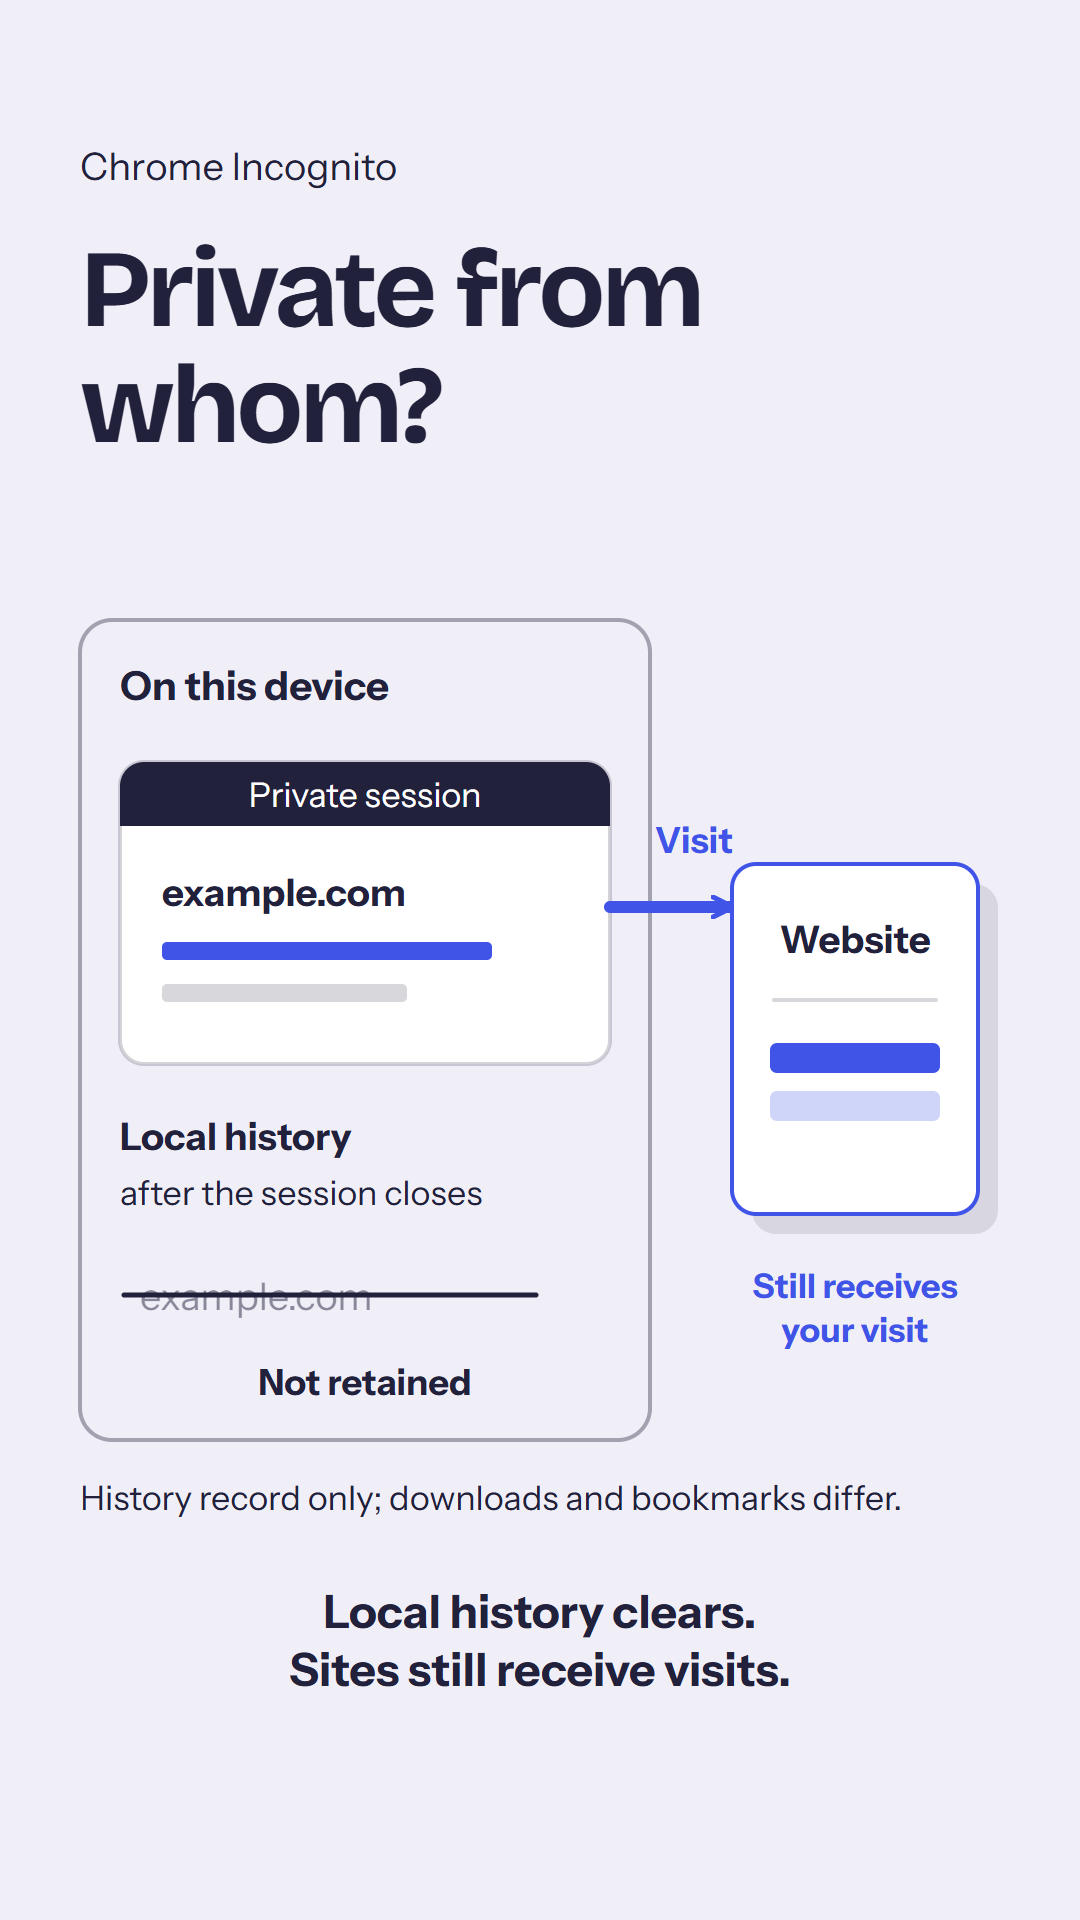 Chrome Incognito
Private from
whom?
On this device
Private session
example.com
Visit
Website
Local history
after the session closes
example.com
Not retained
Still receives
your visit
History record only; downloads and bookmarks differ.
Local history clears.
Sites still receive visits.